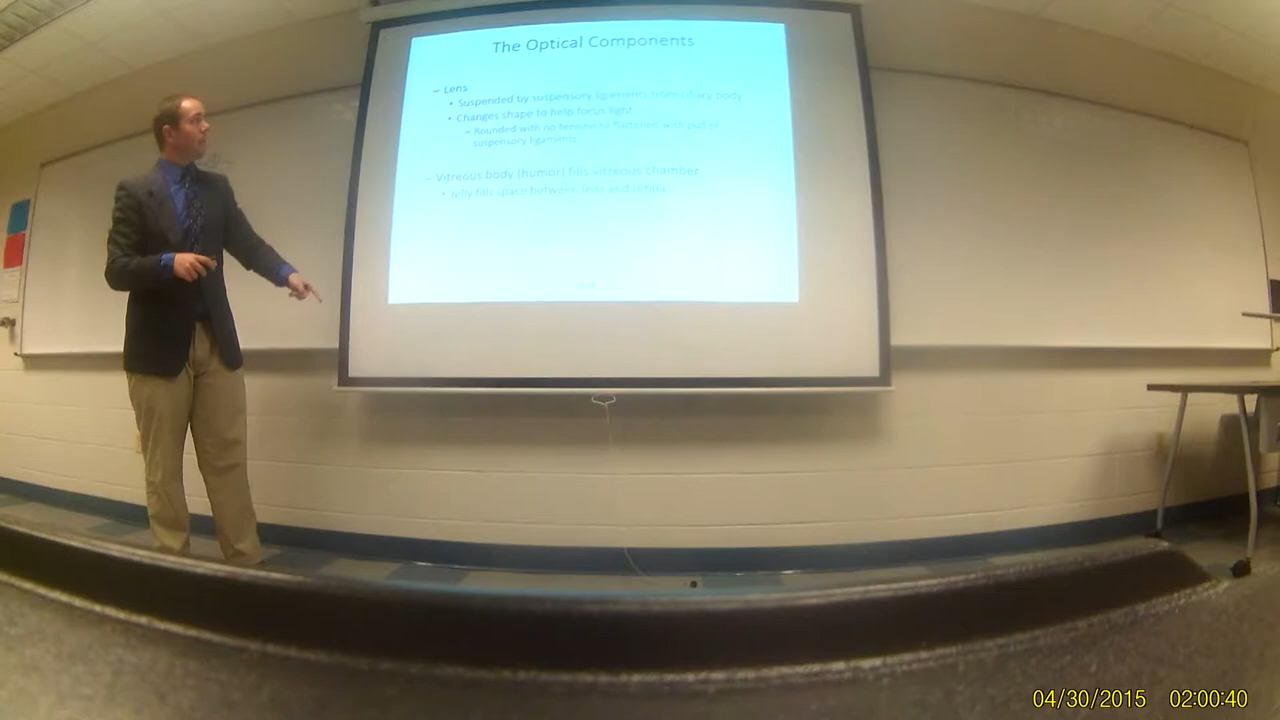 The Optical Components
– Lens
• Suspended by suspensory ligaments from ciliary body
• Changes shape to help focus light
– Rounded with no tension or flattened with pull of
suspensory ligaments
– Vitreous body (humor) fills vitreous chamber
• Jelly fills space between lens and retina
04/30/2015 02:00:40